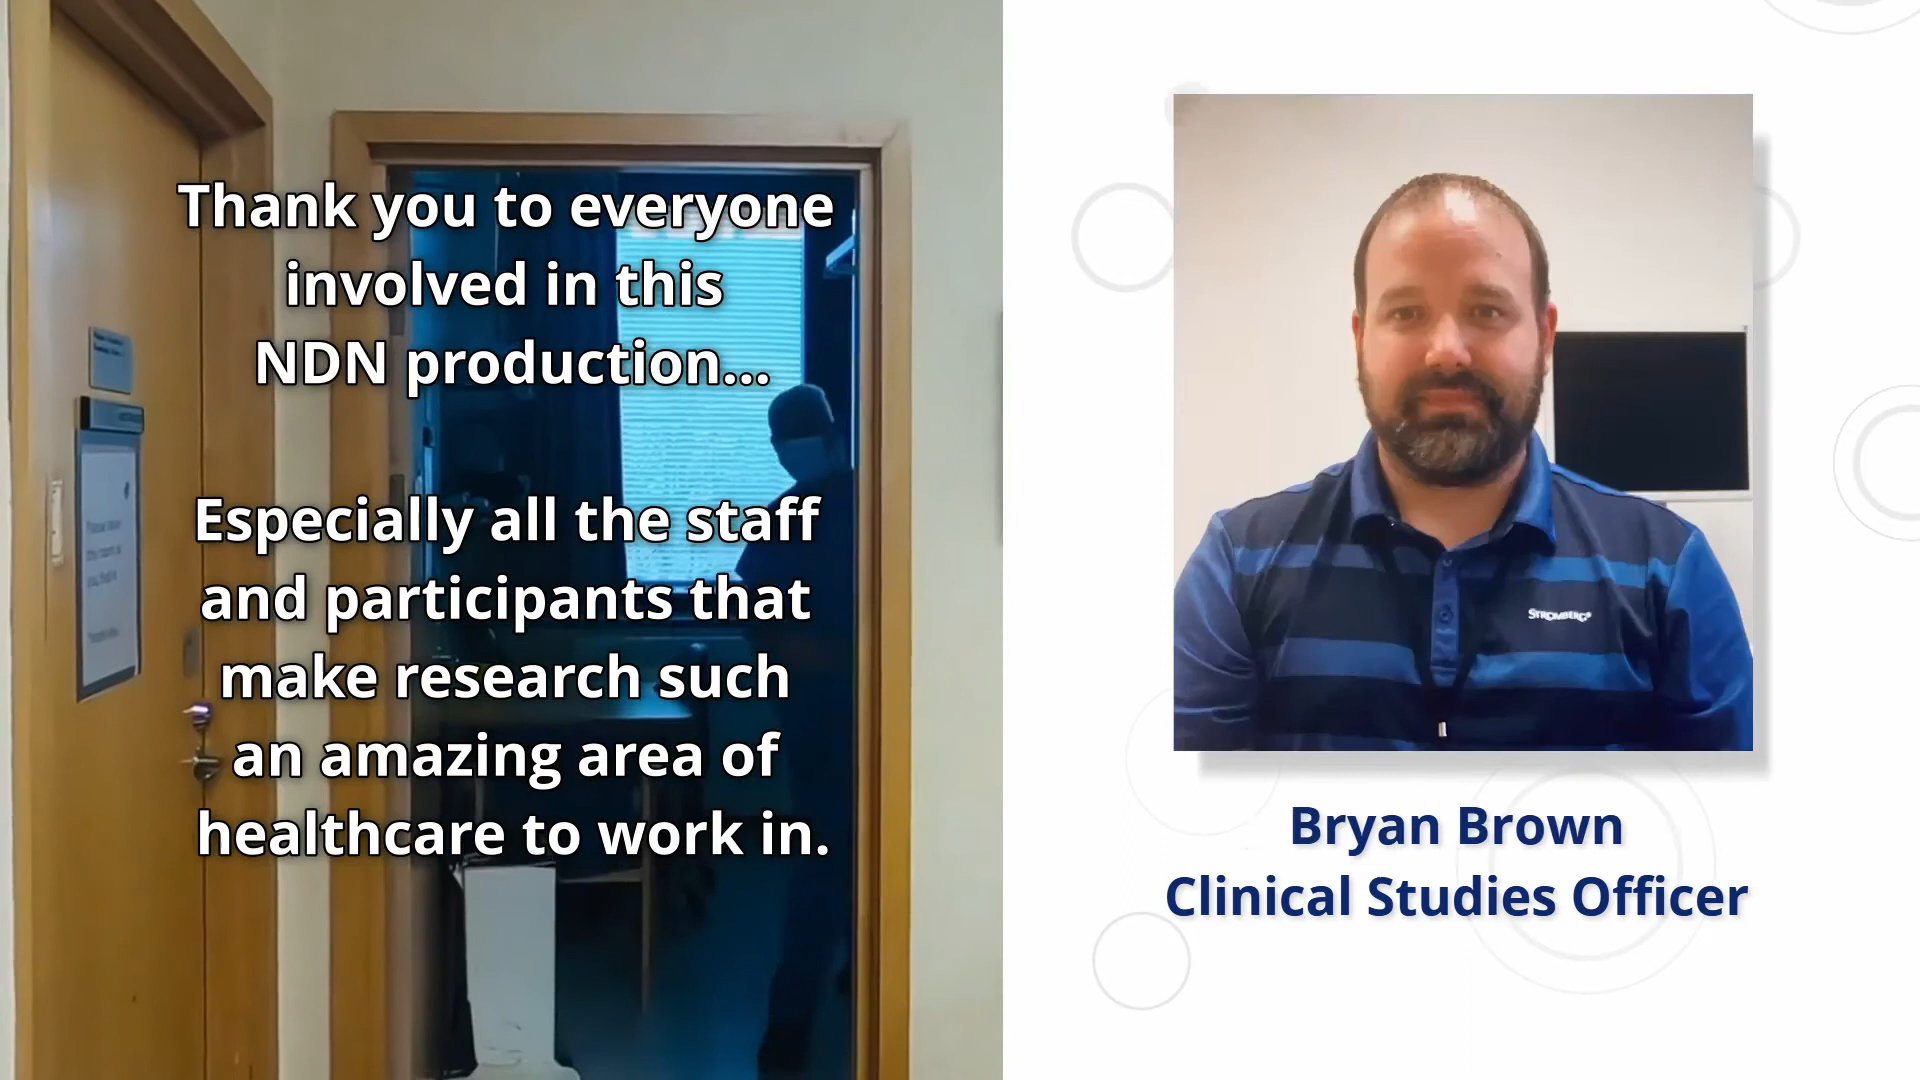 Thank you to everyone
involved in this
NDN production...
Especially all the staff
and participants that
make research such
an amazing area of
healthcare to work in.
STROMBERG
Bryan Brown
Clinical Studies Officer